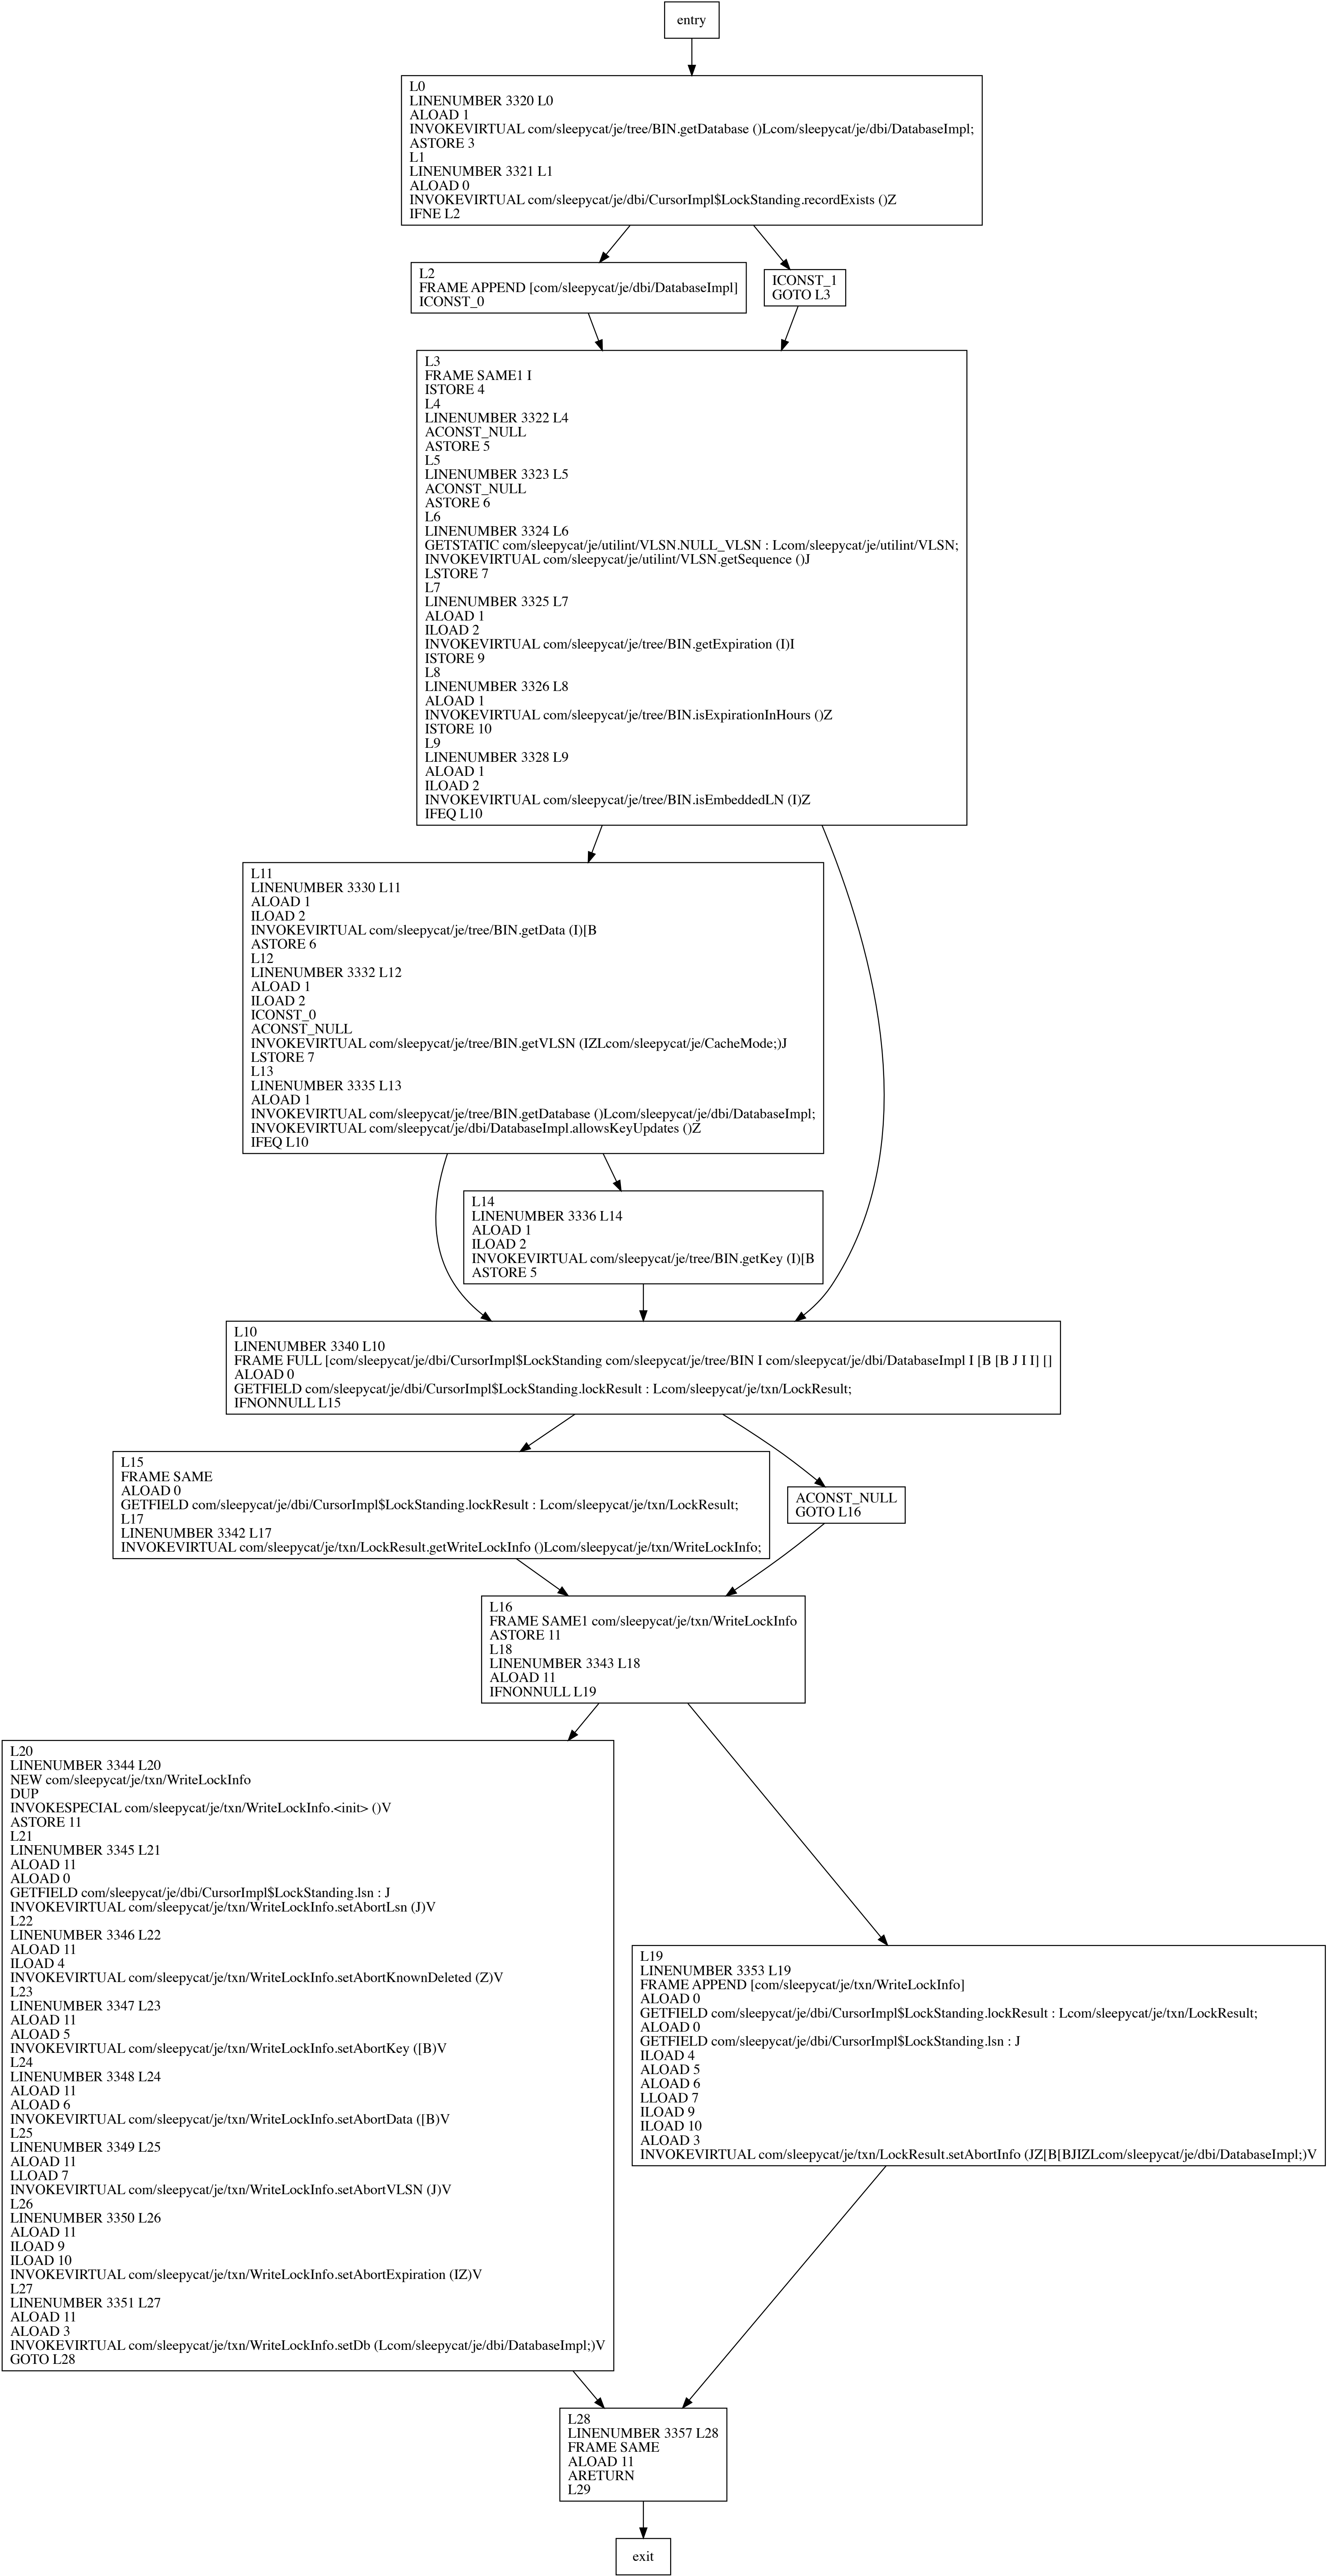 entry
L0
LINENUMBER 3320 L0
ALOAD 1
INVOKEVIRTUAL com/sleepycat/je/tree/BIN.getDatabase ()Lcom/sleepycat/je/dbi/DatabaseImpl;
ASTORE 3
L1
LINENUMBER 3321 L1
ALOAD 0
INVOKEVIRTUAL com/sleepycat/je/dbi/CursorImpl$LockStanding.recordExists ()Z
IFNE L2
L2
FRAME APPEND [com/sleepycat/je/dbi/DatabaseImpl]
ICONST_0
ICONST_1
GOTO L3
L3
FRAME SAME1 I
ISTORE 4
L4
LINENUMBER 3322 L4
ACONST_NULL
ASTORE 5
L5
LINENUMBER 3323 L5
ACONST_NULL
ASTORE 6
L6
LINENUMBER 3324 L6
GETSTATIC com/sleepycat/je/utilint/VLSN.NULL_VLSN : Lcom/sleepycat/je/utilint/VLSN;
INVOKEVIRTUAL com/sleepycat/je/utilint/VLSN.getSequence ()J
LSTORE 7
L7
LINENUMBER 3325 L7
ALOAD 1
ILOAD 2
INVOKEVIRTUAL com/sleepycat/je/tree/BIN.getExpiration (I)I
ISTORE 9
L8
LINENUMBER 3326 L8
ALOAD 1
INVOKEVIRTUAL com/sleepycat/je/tree/BIN.isExpirationInHours ()Z
ISTORE 10
L9
LINENUMBER 3328 L9
ALOAD 1
ILOAD 2
INVOKEVIRTUAL com/sleepycat/je/tree/BIN.isEmbeddedLN (I)Z
IFEQ L10
L11
LINENUMBER 3330 L11
ALOAD 1
ILOAD 2
INVOKEVIRTUAL com/sleepycat/je/tree/BIN.getData (I)[B
ASTORE 6
L12
LINENUMBER 3332 L12
ALOAD 1
ILOAD 2
ICONST_0
ACONST_NULL
INVOKEVIRTUAL com/sleepycat/je/tree/BIN.getVLSN (IZLcom/sleepycat/je/CacheMode;)J
LSTORE 7
L13
LINENUMBER 3335 L13
ALOAD 1
INVOKEVIRTUAL com/sleepycat/je/tree/BIN.getDatabase ()Lcom/sleepycat/je/dbi/DatabaseImpl;
INVOKEVIRTUAL com/sleepycat/je/dbi/DatabaseImpl.allowsKeyUpdates ()Z
IFEQ L10
L14
LINENUMBER 3336 L14
ALOAD 1
ILOAD 2
INVOKEVIRTUAL com/sleepycat/je/tree/BIN.getKey (I)[B
ASTORE 5
L10
LINENUMBER 3340 L10
FRAME FULL [com/sleepycat/je/dbi/CursorImpl$LockStanding com/sleepycat/je/tree/BIN I com/sleepycat/je/dbi/DatabaseImpl I [B [B J I I] []
ALOAD 0
GETFIELD com/sleepycat/je/dbi/CursorImpl$LockStanding.lockResult : Lcom/sleepycat/je/txn/LockResult;
IFNONNULL L15
L15
FRAME SAME
ALOAD 0
GETFIELD com/sleepycat/je/dbi/CursorImpl$LockStanding.lockResult : Lcom/sleepycat/je/txn/LockResult;
L17
LINENUMBER 3342 L17
INVOKEVIRTUAL com/sleepycat/je/txn/LockResult.getWriteLockInfo ()Lcom/sleepycat/je/txn/WriteLockInfo;
ACONST_NULL
GOTO L16
L16
FRAME SAME1 com/sleepycat/je/txn/WriteLockInfo
ASTORE 11
L18
LINENUMBER 3343 L18
ALOAD 11
IFNONNULL L19
L20
LINENUMBER 3344 L20
NEW com/sleepycat/je/txn/WriteLockInfo
DUP
INVOKESPECIAL com/sleepycat/je/txn/WriteLockInfo.<init> ()V
ASTORE 11
L21
LINENUMBER 3345 L21
ALOAD 11
ALOAD 0
GETFIELD com/sleepycat/je/dbi/CursorImpl$LockStanding.lsn : J
INVOKEVIRTUAL com/sleepycat/je/txn/WriteLockInfo.setAbortLsn (J)V
L22
LINENUMBER 3346 L22
ALOAD 11
ILOAD 4
INVOKEVIRTUAL com/sleepycat/je/txn/WriteLockInfo.setAbortKnownDeleted (Z)V
L23
LINENUMBER 3347 L23
ALOAD 11
ALOAD 5
INVOKEVIRTUAL com/sleepycat/je/txn/WriteLockInfo.setAbortKey ([B)V
L24
LINENUMBER 3348 L24
ALOAD 11
ALOAD 6
INVOKEVIRTUAL com/sleepycat/je/txn/WriteLockInfo.setAbortData ([B)V
L25
LINENUMBER 3349 L25
ALOAD 11
LLOAD 7
INVOKEVIRTUAL com/sleepycat/je/txn/WriteLockInfo.setAbortVLSN (J)V
L26
LINENUMBER 3350 L26
ALOAD 11
ILOAD 9
ILOAD 10
INVOKEVIRTUAL com/sleepycat/je/txn/WriteLockInfo.setAbortExpiration (IZ)V
L27
LINENUMBER 3351 L27
ALOAD 11
ALOAD 3
INVOKEVIRTUAL com/sleepycat/je/txn/WriteLockInfo.setDb (Lcom/sleepycat/je/dbi/DatabaseImpl;)V
GOTO L28
L19
LINENUMBER 3353 L19
FRAME APPEND [com/sleepycat/je/txn/WriteLockInfo]
ALOAD 0
GETFIELD com/sleepycat/je/dbi/CursorImpl$LockStanding.lockResult : Lcom/sleepycat/je/txn/LockResult;
ALOAD 0
GETFIELD com/sleepycat/je/dbi/CursorImpl$LockStanding.lsn : J
ILOAD 4
ALOAD 5
ALOAD 6
LLOAD 7
ILOAD 9
ILOAD 10
ALOAD 3
INVOKEVIRTUAL com/sleepycat/je/txn/LockResult.setAbortInfo (JZ[B[BJIZLcom/sleepycat/je/dbi/DatabaseImpl;)V
L28
LINENUMBER 3357 L28
FRAME SAME
ALOAD 11
ARETURN
L29
exit